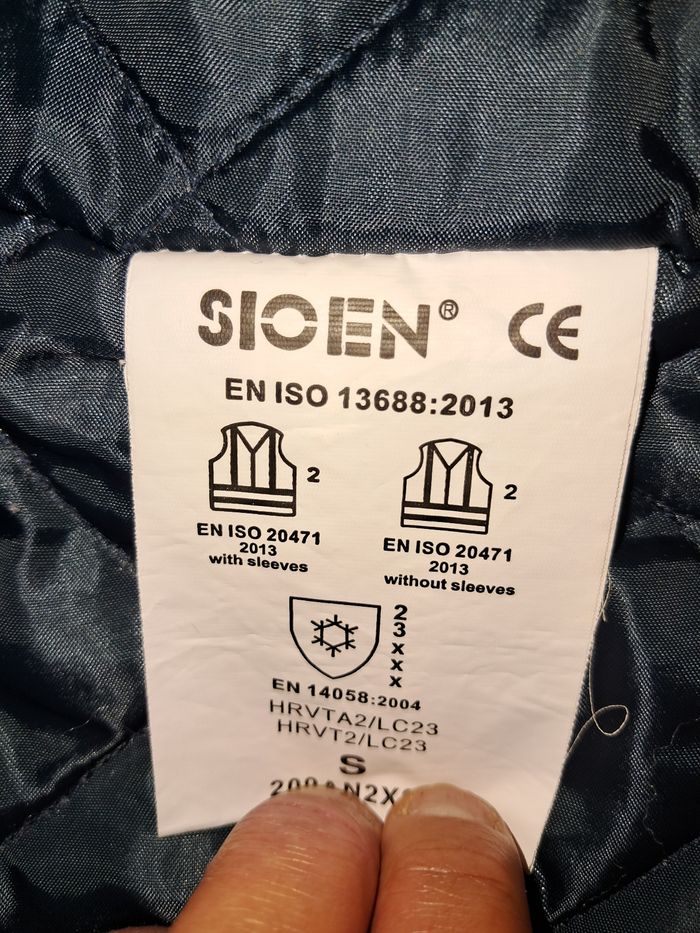 SIOEN® CE
EN ISO 13688:2013
2
EN ISO 20471
2013
with sleeves
2
EN ISO 20471
2013
without sleeves
2
3
x
x
x
EN 14058:2004
HRVTA2/LC23
HRVT2/LC23
S